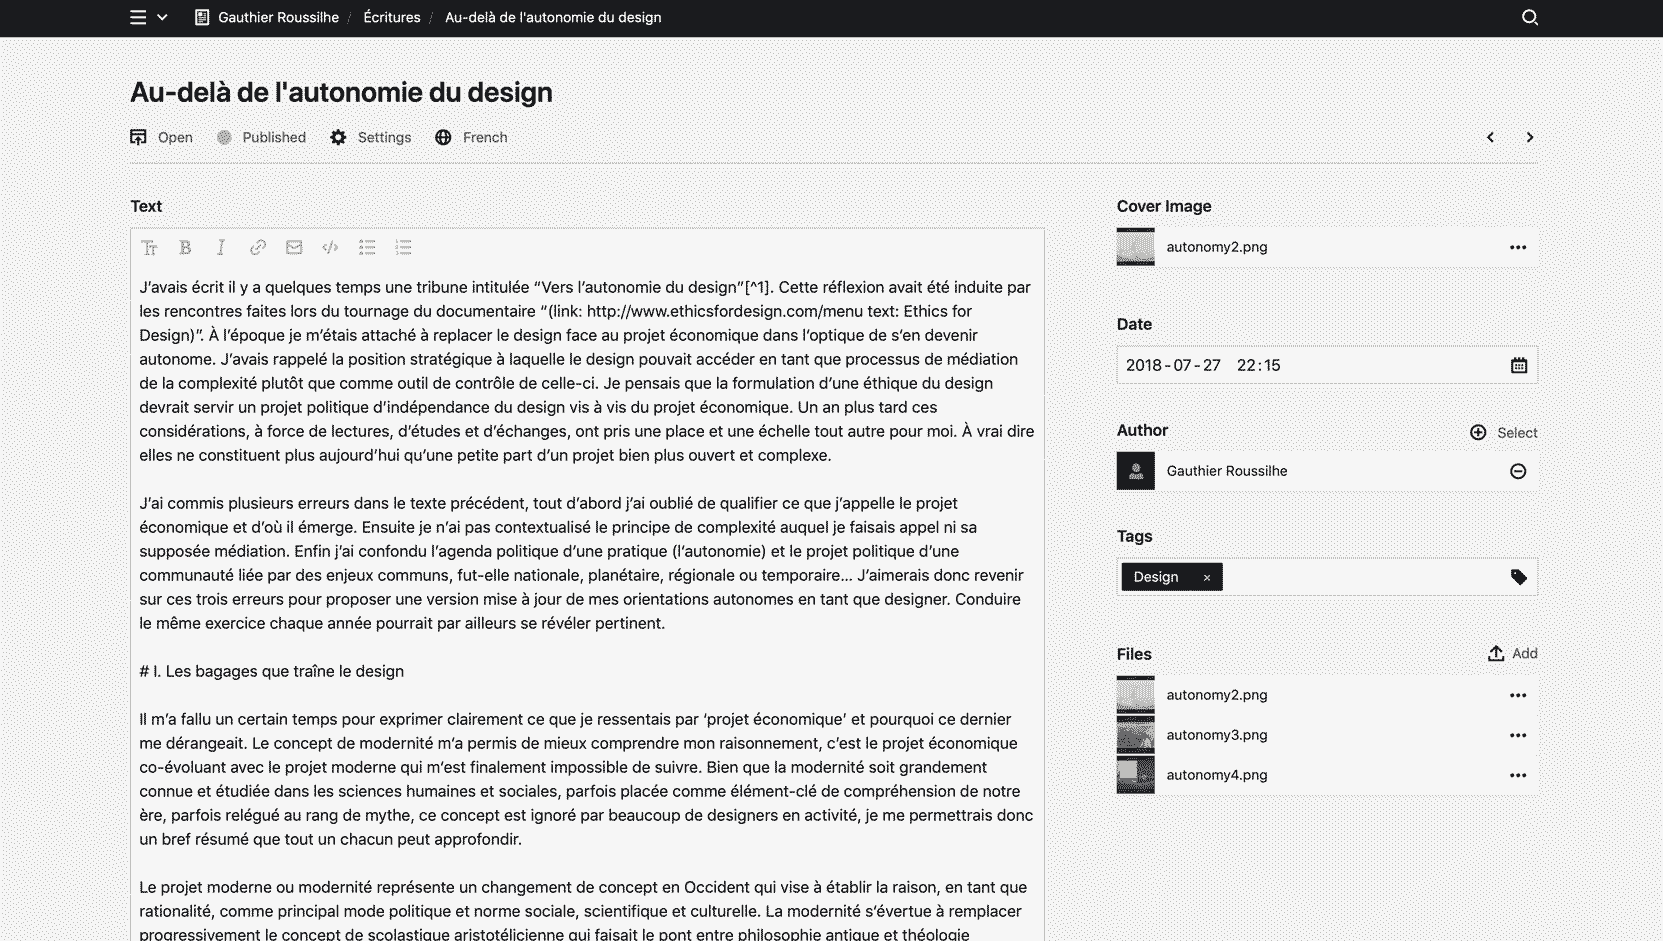 Gauthier Roussilhe / Écritures / Au-delà de l'autonomie du design
Au-delà de l'autonomie du design
Open Published Settings French
Text
J’avais écrit il y a quelques temps une tribune intitulée “Vers l’autonomie du design”[^1]. Cette réflexion avait été induite par
les rencontres faites lors du tournage du documentaire “(link: http://www.ethicsfordesign.com/menu text: Ethics for
Design)”. À l’époque je m’étais attaché à replacer le design face au projet économique dans l’optique de s’en devenir
autonome. J’avais rappelé la position stratégique à laquelle le design pouvait accéder en tant que processus de médiation
de la complexité plutôt que comme outil de contrôle de celle-ci. Je pensais que la formulation d’une éthique du design
devrait servir un projet politique d’indépendance du design vis à vis du projet économique. Un an plus tard ces
considérations, à force de lectures, d’études et d’échanges, ont pris une place et une échelle tout autre pour moi. À vrai dire
elles ne constituent plus aujourd’hui qu’une petite part d’un projet bien plus ouvert et complexe.
J’ai commis plusieurs erreurs dans le texte précédent, tout d’abord j’ai oublié de qualifier ce que j’appelle le projet
économique et d’où il émerge. Ensuite je n’ai pas contextualisé le principe de complexité auquel je faisais appel ni sa
supposée médiation. Enfin j’ai confondu l’agenda politique d’une pratique (l’autonomie) et le projet politique d’une
communauté liée par des enjeux communs, fut-elle nationale, planétaire, régionale ou temporaire... J’aimerais donc revenir
sur ces trois erreurs pour proposer une version mise à jour de mes orientations autonomes en tant que designer. Conduire
le même exercice chaque année pourrait par ailleurs se révéler pertinent.
# I. Les bagages que traîne le design
Il m’a fallu un certain temps pour exprimer clairement ce que je ressentais par ‘projet économique’ et pourquoi ce dernier
me dérangeait. Le concept de modernité m’a permis de mieux comprendre mon raisonnement, c’est le projet économique
co-évoluant avec le projet moderne qui m’est finalement impossible de suivre. Bien que la modernité soit grandement
connue et étudiée dans les sciences humaines et sociales, parfois placée comme élément-clé de compréhension de notre
ère, parfois relégué au rang de mythe, ce concept est ignoré par beaucoup de designers en activité, je me permettrais donc
un bref résumé que tout un chacun peut approfondir.
Le projet moderne ou modernité représente un changement de concept en Occident qui vise à établir la raison, en tant que
rationalité, comme principal mode politique et norme sociale, scientifique et culturelle. La modernité s’évertue à remplacer
progressivement le concept de scolastique aristotélicienne qui faisait le pont entre philosophie antique et théologie
Cover Image
autonomy2.png
Date
2018-07-27 22:15
Author Select
Gauthier Roussilhe
Tags
Design ×
Files Add
autonomy2.png
autonomy3.png
autonomy4.png